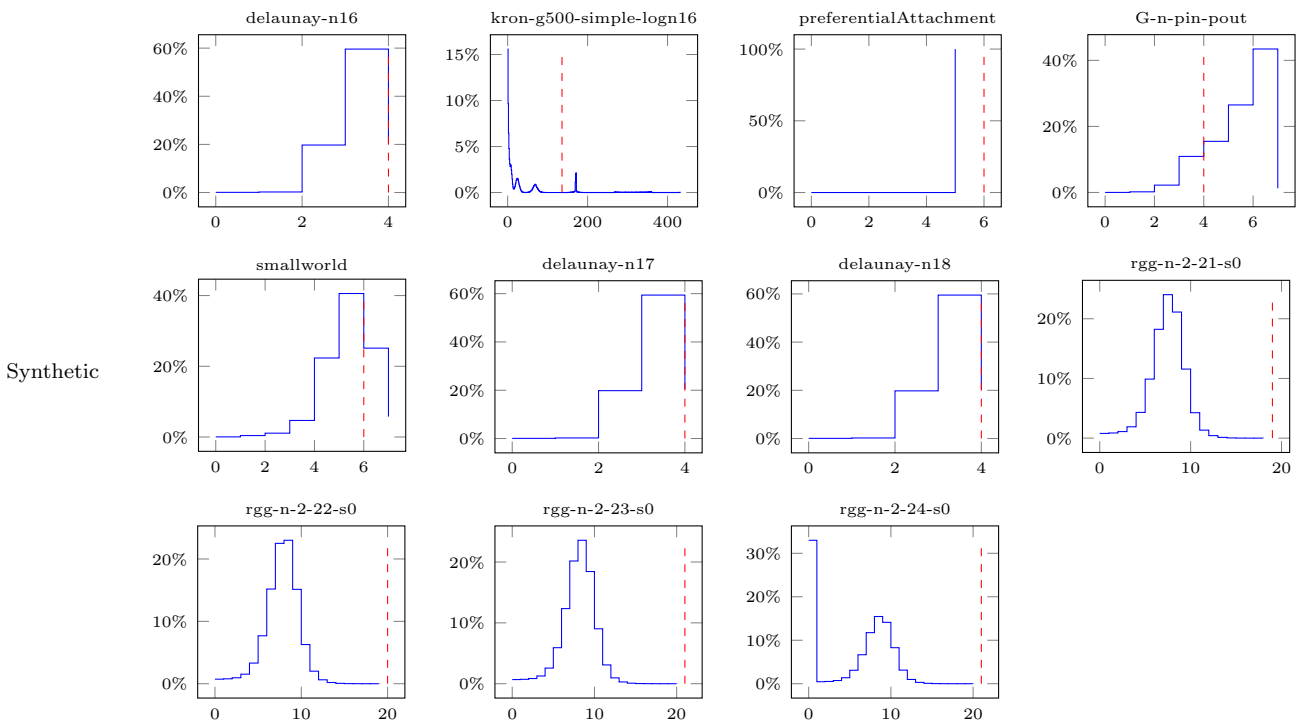 delaunay-n16 kron-g500-simple-logn16 preferentialAttachment G-n-pin-pout
60% 15% 100% 40%
40% 10% 50% 20%
20% 5% 0% 0%
0% 0% -50%
-100%
0 2 4 0 200 400 0 2 4 6 0 2 4 6
smallworld delaunay-n17 delaunay-n18 rgg-n-2-21-s0
40% 60% 60% 20%
20% 40% 40% 10%
0% 20% 20% 0%
0% 0%
0 2 4 6 0 2 4 0 2 4 0 10 20
Synthetic
rgg-n-2-22-s0 rgg-n-2-23-s0 rgg-n-2-24-s0
20% 20% 30%
10% 10% 20%
0% 0% 10%
0%
0 10 20 0 10 20 0 10 20